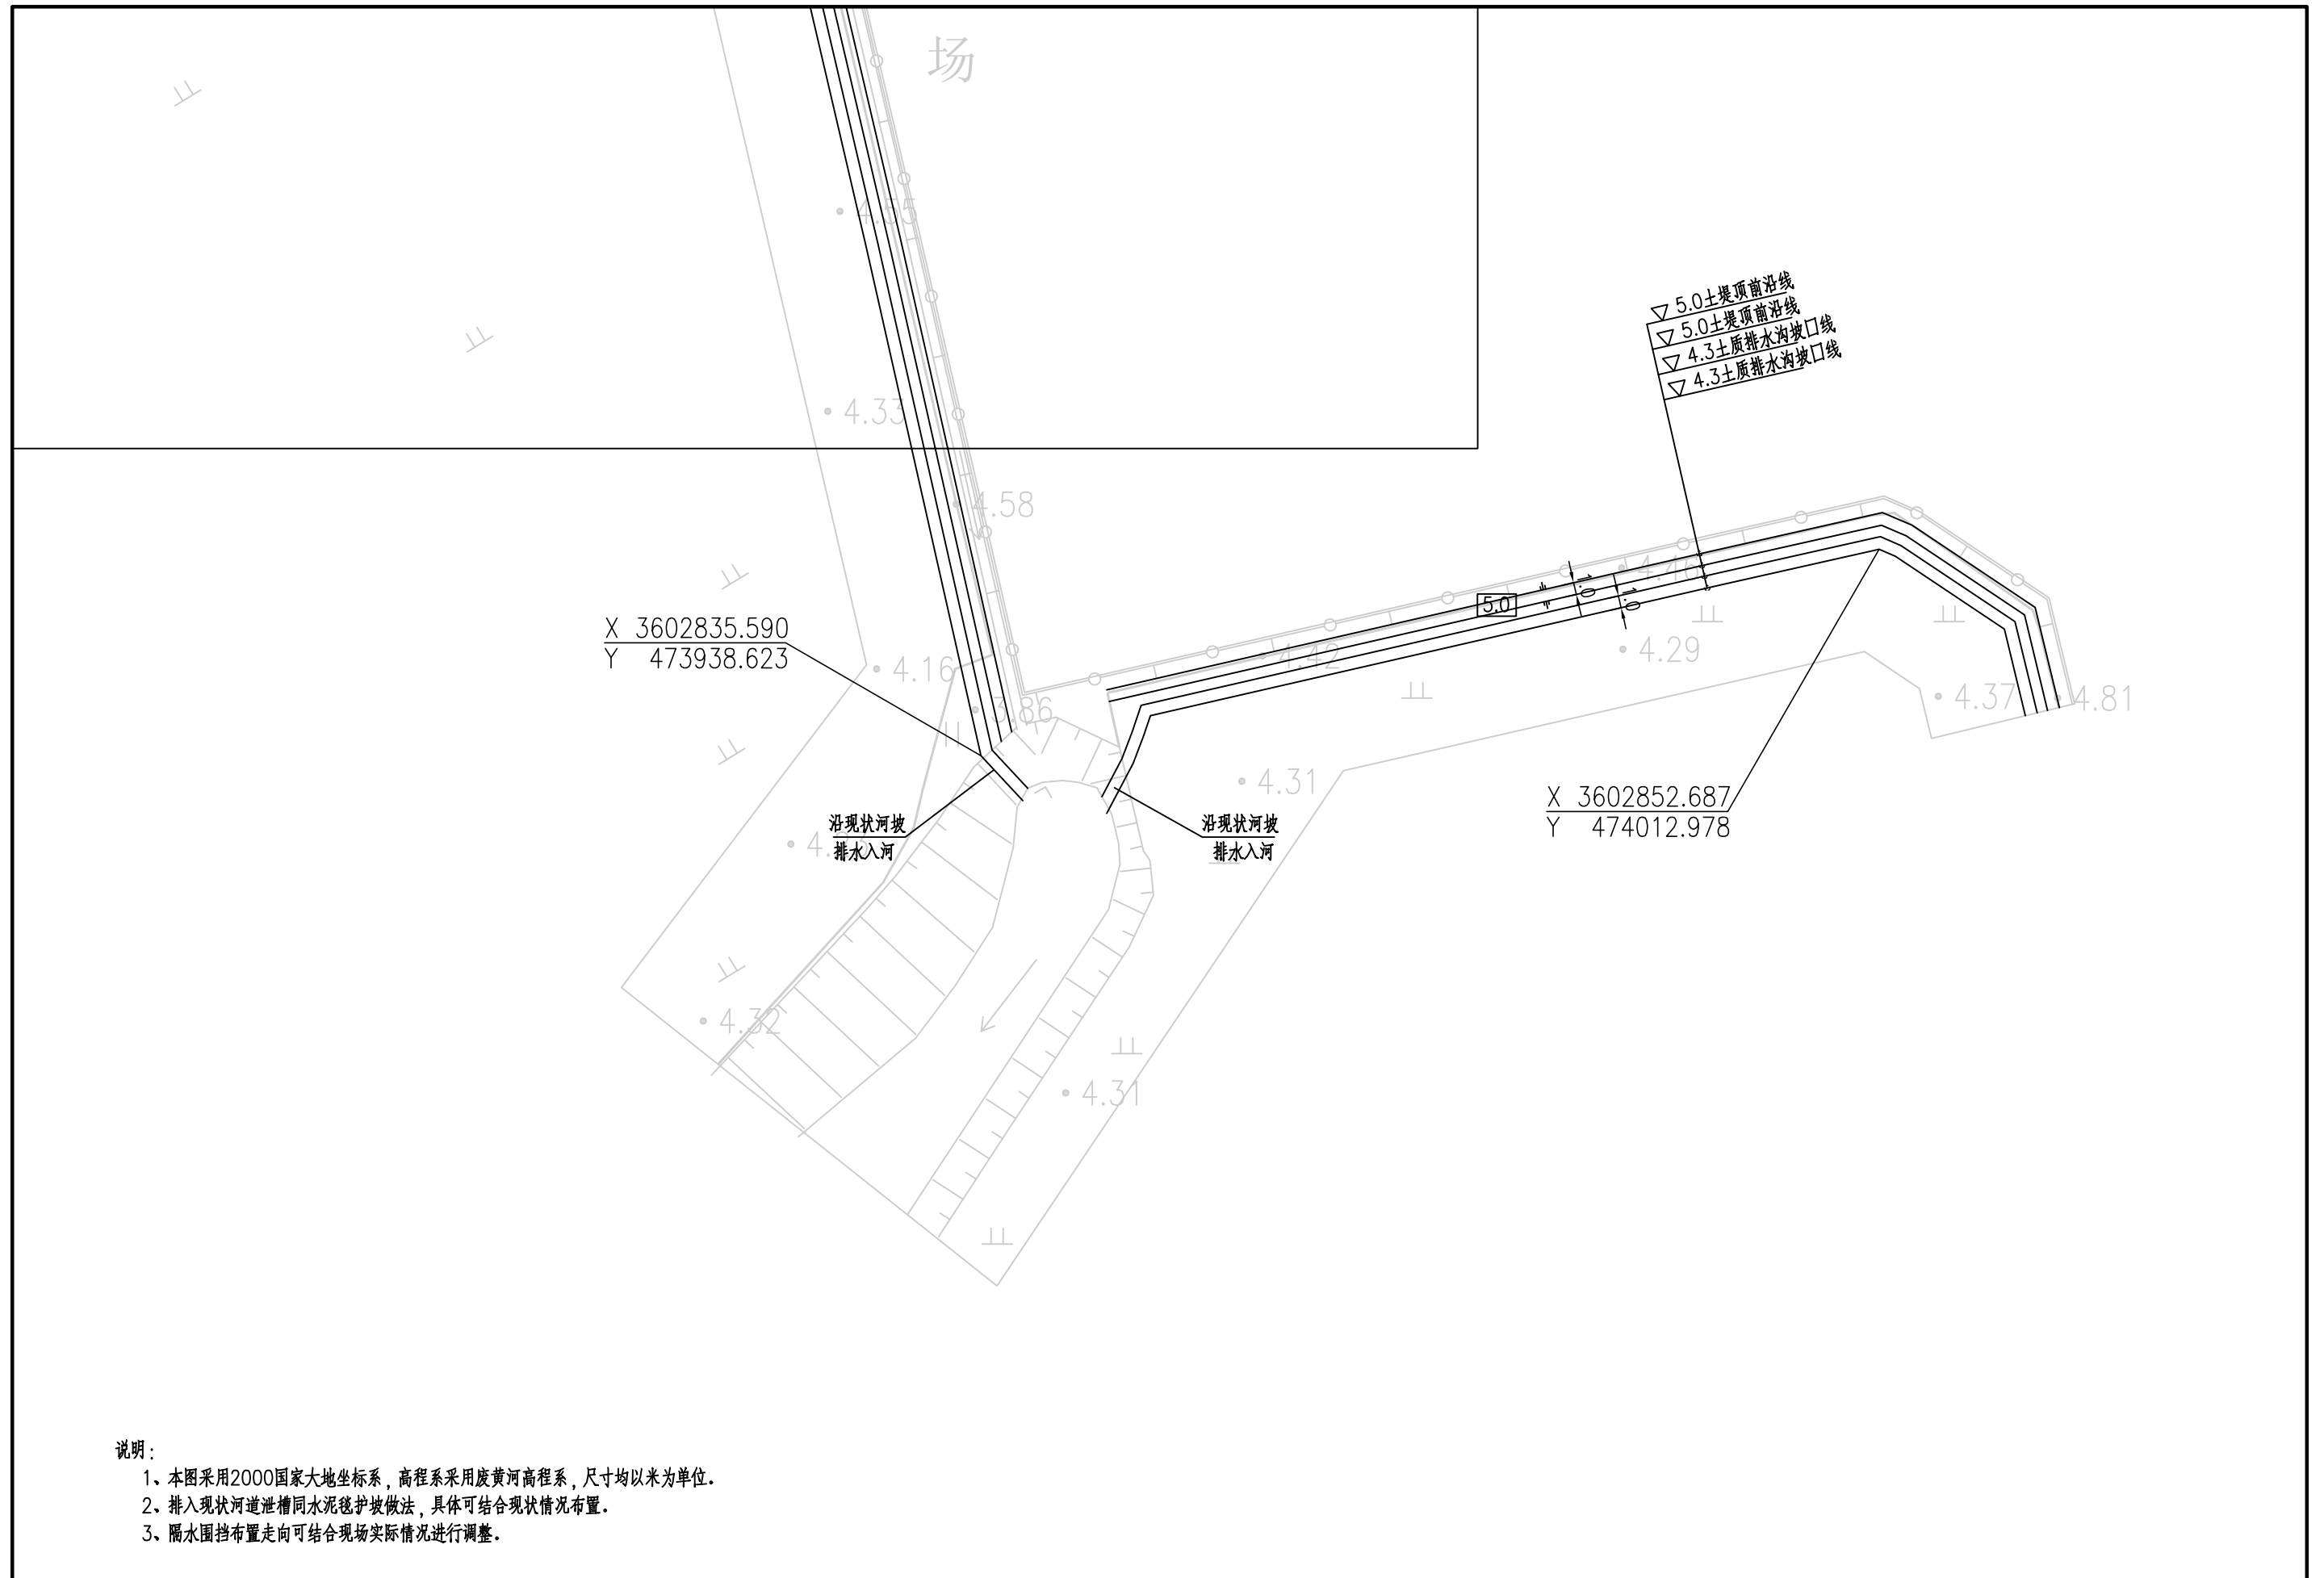 场
4.55
▽ 5.0土堤顶前沿线
▽ 5.0土堤顶前沿线
▽ 4.3土质排水沟坡口线
▽ 4.3土质排水沟坡口线
4.33
4.58
4.46
1.0
1.0
5.0
X 3602835.590
Y 473938.623
4.16
4.42
4.29
3.86
4.37
4.81
4.31
X 3602852.687
Y 474012.978
沿现状河坡
排水入河
沿现状河坡
排水入河
4.32
4.31
说明：
1、本图采用2000国家大地坐标系，高程系采用废黄河高程系，尺寸均以米为单位。
2、排入现状河道泄槽同水泥毯护坡做法，具体可结合现状情况布置。
3、隔水围挡布置走向可结合现场实际情况进行调整。